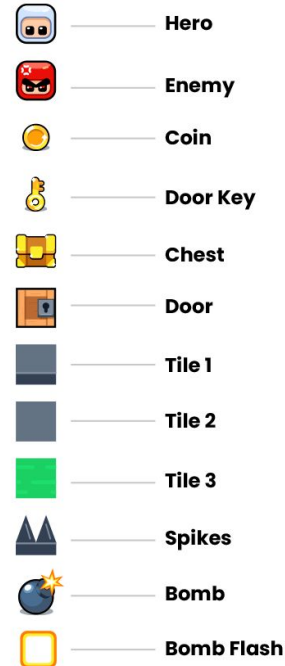 Hero
Enemy
Coin
Door Key
Chest
Door
Tile 1
Tile 2
Tile 3
Spikes
Bomb
Bomb Flash